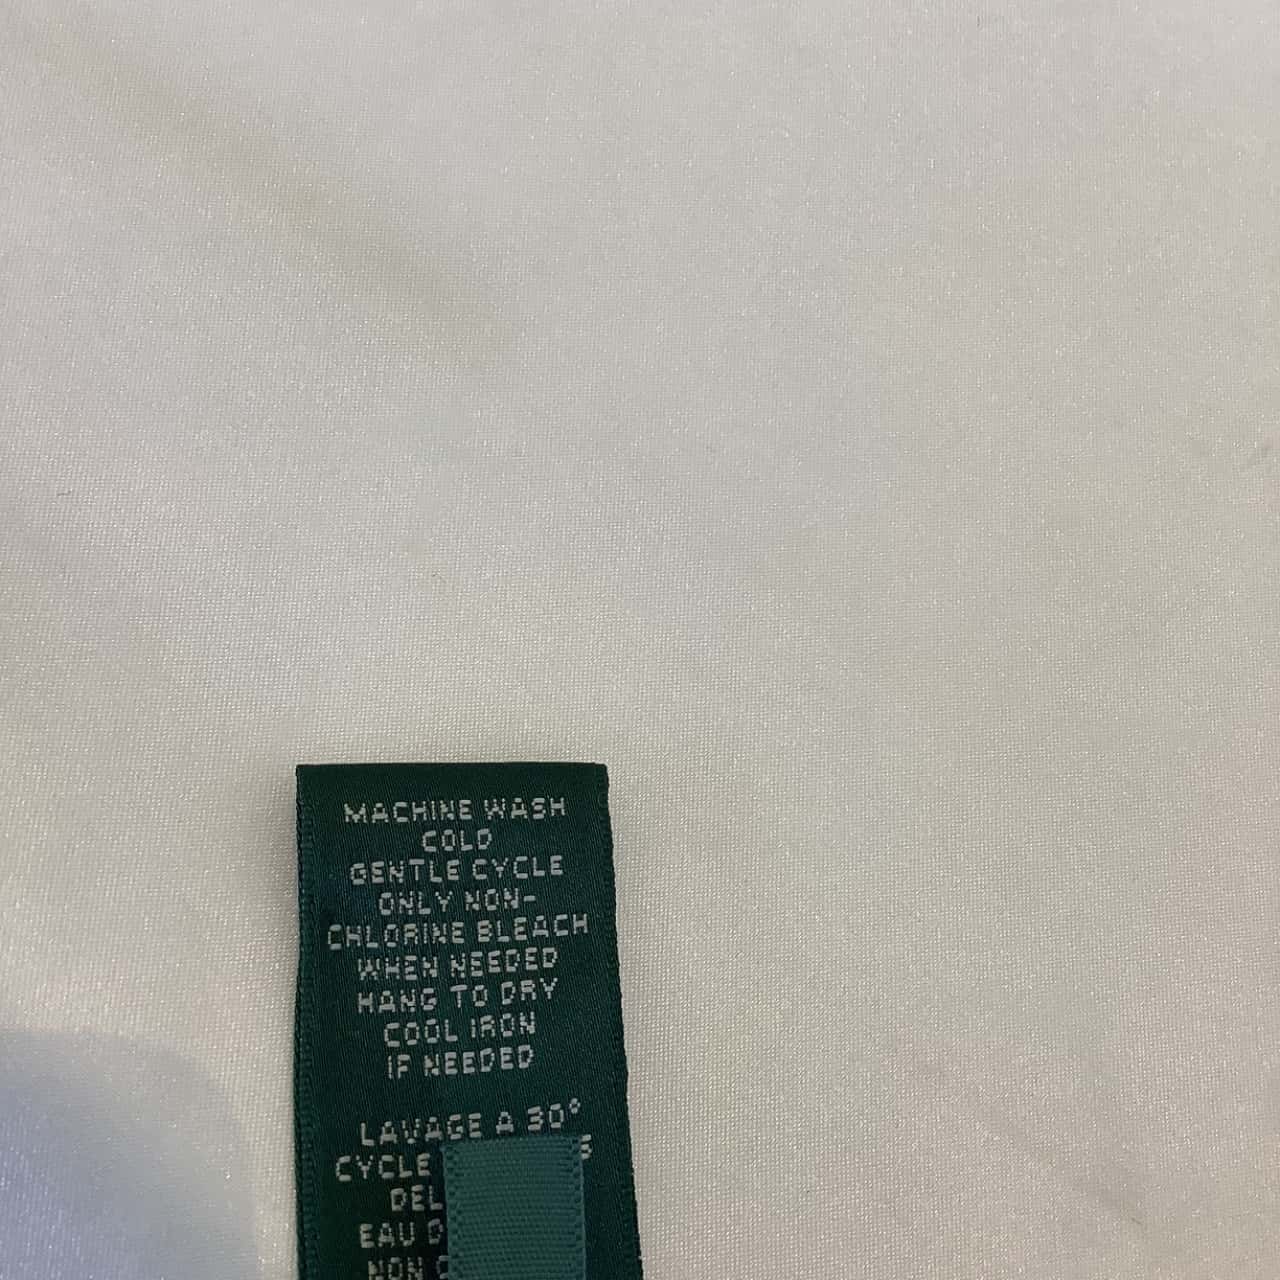 MACHINE WASH
COLD
GENTLE CYCLE
ONLY NON-
CHLORINE BLEACH
WHEN NEEDED
HANG TO DRY
COOL IRON
IF NEEDED
LAVAGE A 30°
CYCLE
EAU
NON